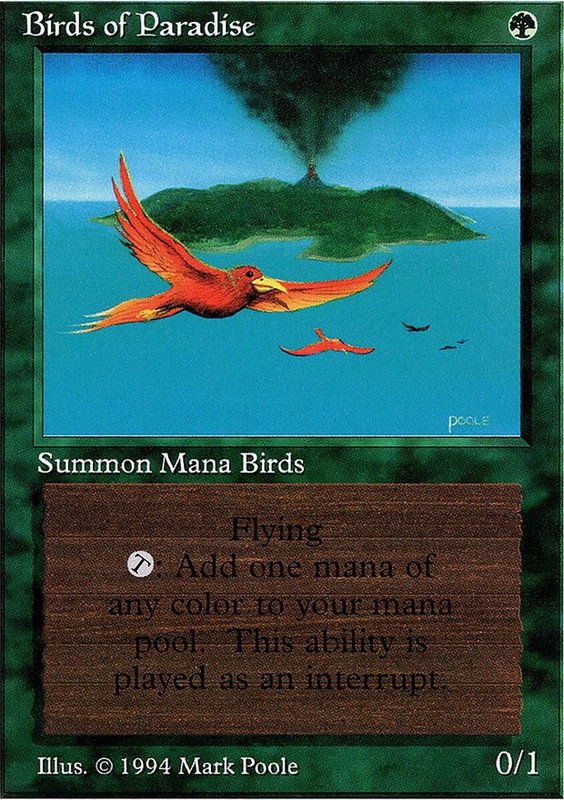 Birds of Paradise
POOLE
Summon Mana Birds
Flying
T: Add one mana of
any color to your mana
pool. This ability is
played as an interrupt.
Illus. © 1994 Mark Poole
0/1